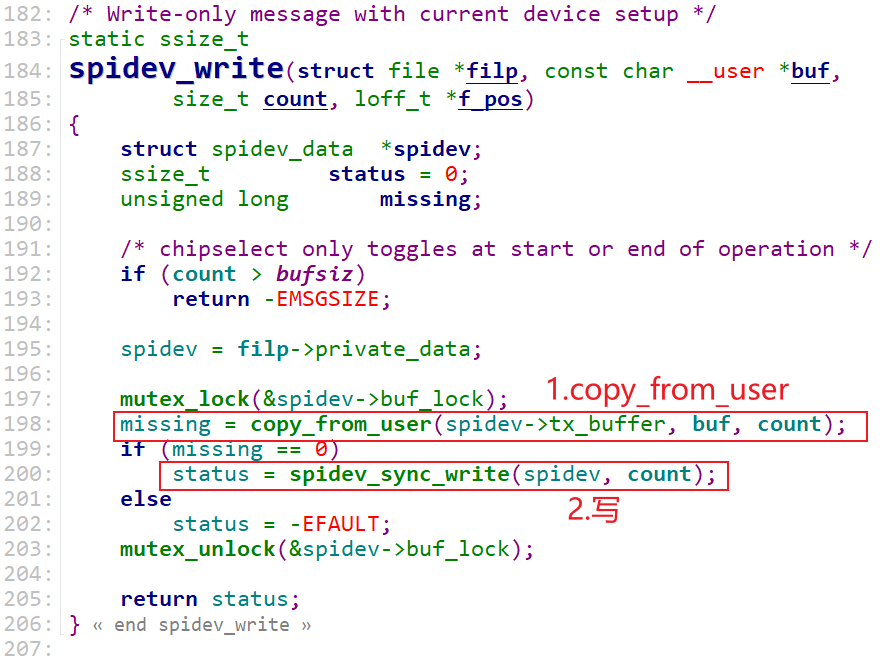 182: /* Write-only message with current device setup */
183: static ssize_t
184: spidev_write(struct file *filp, const char __user *buf,
185:         size_t count, loff_t *f_pos)
186: {
187:     struct spidev_data  *spidev;
188:     ssize_t         status = 0;
189:     unsigned long       missing;
190:
191:     /* chipselect only toggles at start or end of operation */
192:     if (count > bufsiz)
193:         return -EMSGSIZE;
194:
195:     spidev = filp->private_data;
196:
197:     mutex_lock(&spidev->buf_lock); 1.copy_from_user
198:     missing = copy_from_user(spidev->tx_buffer, buf, count);
199:     if (missing == 0)
200:         status = spidev_sync_write(spidev, count);
201:     else
2.写
202:         status = -EFAULT;
203:     mutex_unlock(&spidev->buf_lock);
204:
205:     return status;
206: } « end spidev_write »
207: